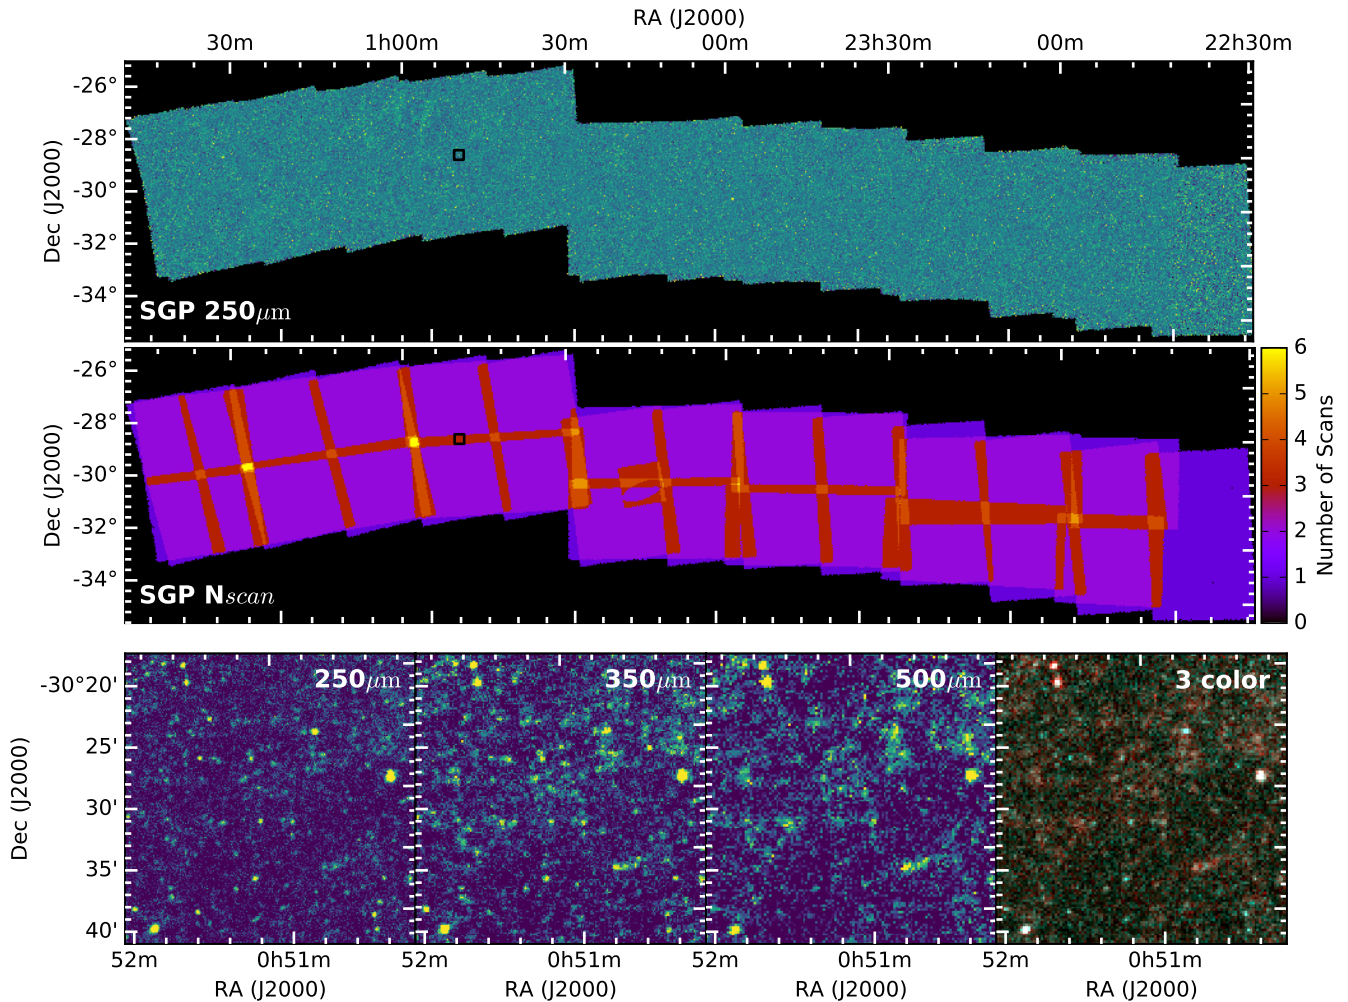 RA (J2000)
30m 1h00m 30m 00m 23h30m 00m 22h30m
-26°
-28°
-30°
-32°
-34°
Dec (J2000)
SGP 250μm
-26°
-28°
-30°
-32°
-34°
Dec (J2000)
SGP Nscan
6
5
4
3
2
1
0
Number of Scans
250μm 350μm 500μm 3 color
-30°20'
25'
30'
35'
40'
Dec (J2000)
52m 0h51m 52m 0h51m 52m 0h51m 52m 0h51m
RA (J2000) RA (J2000) RA (J2000) RA (J2000)